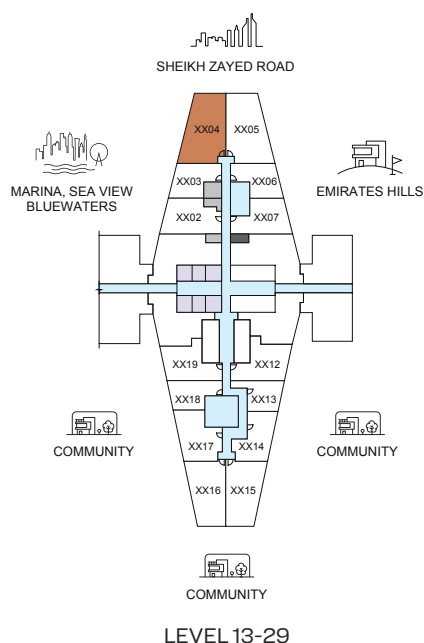 SHEIKH ZAYED ROAD
XX04
XX05
MARINA, SEA VIEW
BLUEWATERS
XX03
XX06
EMIRATES HILLS
XX02
XX07
XX19
XX12
XX18
XX13
COMMUNITY
XX17
XX14
COMMUNITY
XX16
XX15
COMMUNITY
LEVEL 13-29